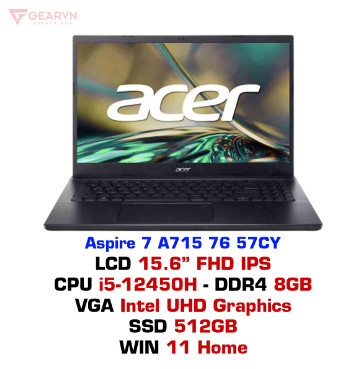 GEARVN
acer
acer
Aspire 7 A715 76 57CY
LCD 15.6” FHD IPS
CPU i5-12450H - DDR4 8GB
VGA Intel UHD Graphics
SSD 512GB
WIN 11 Home